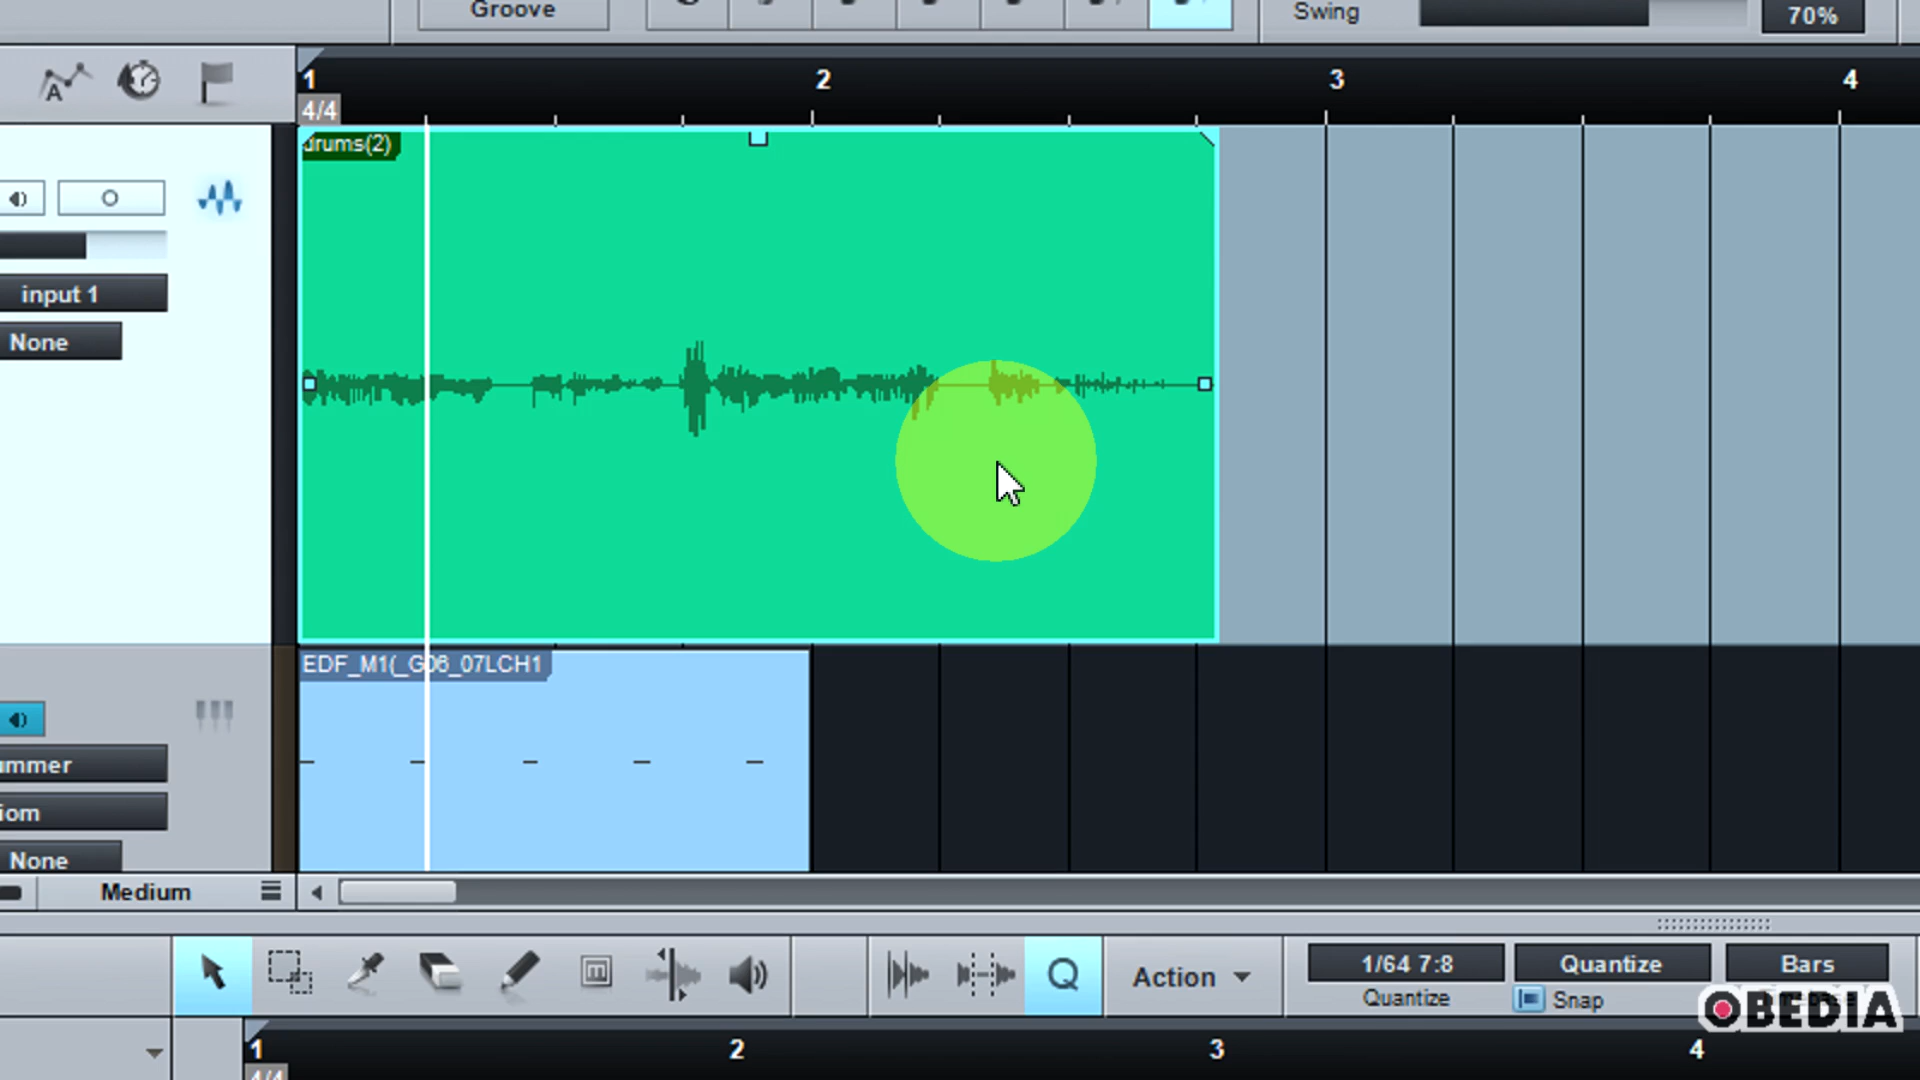 Groove
Swing
70%
1
2
3
4
4/4
drums(2)
input 1
None
EDF_M1(_G06_07LCH1
ummer
iom
None
Medium
Q
Action
1/64 7:8
Quantize
Bars
Quantize
Snap
OBEDIA
1
2
3
4
4/4